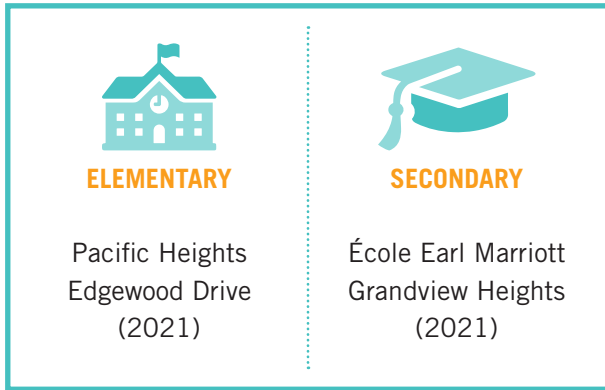 ELEMENTARY
Pacific Heights
Edgewood Drive
(2021)
SECONDARY
École Earl Marriott
Grandview Heights
(2021)